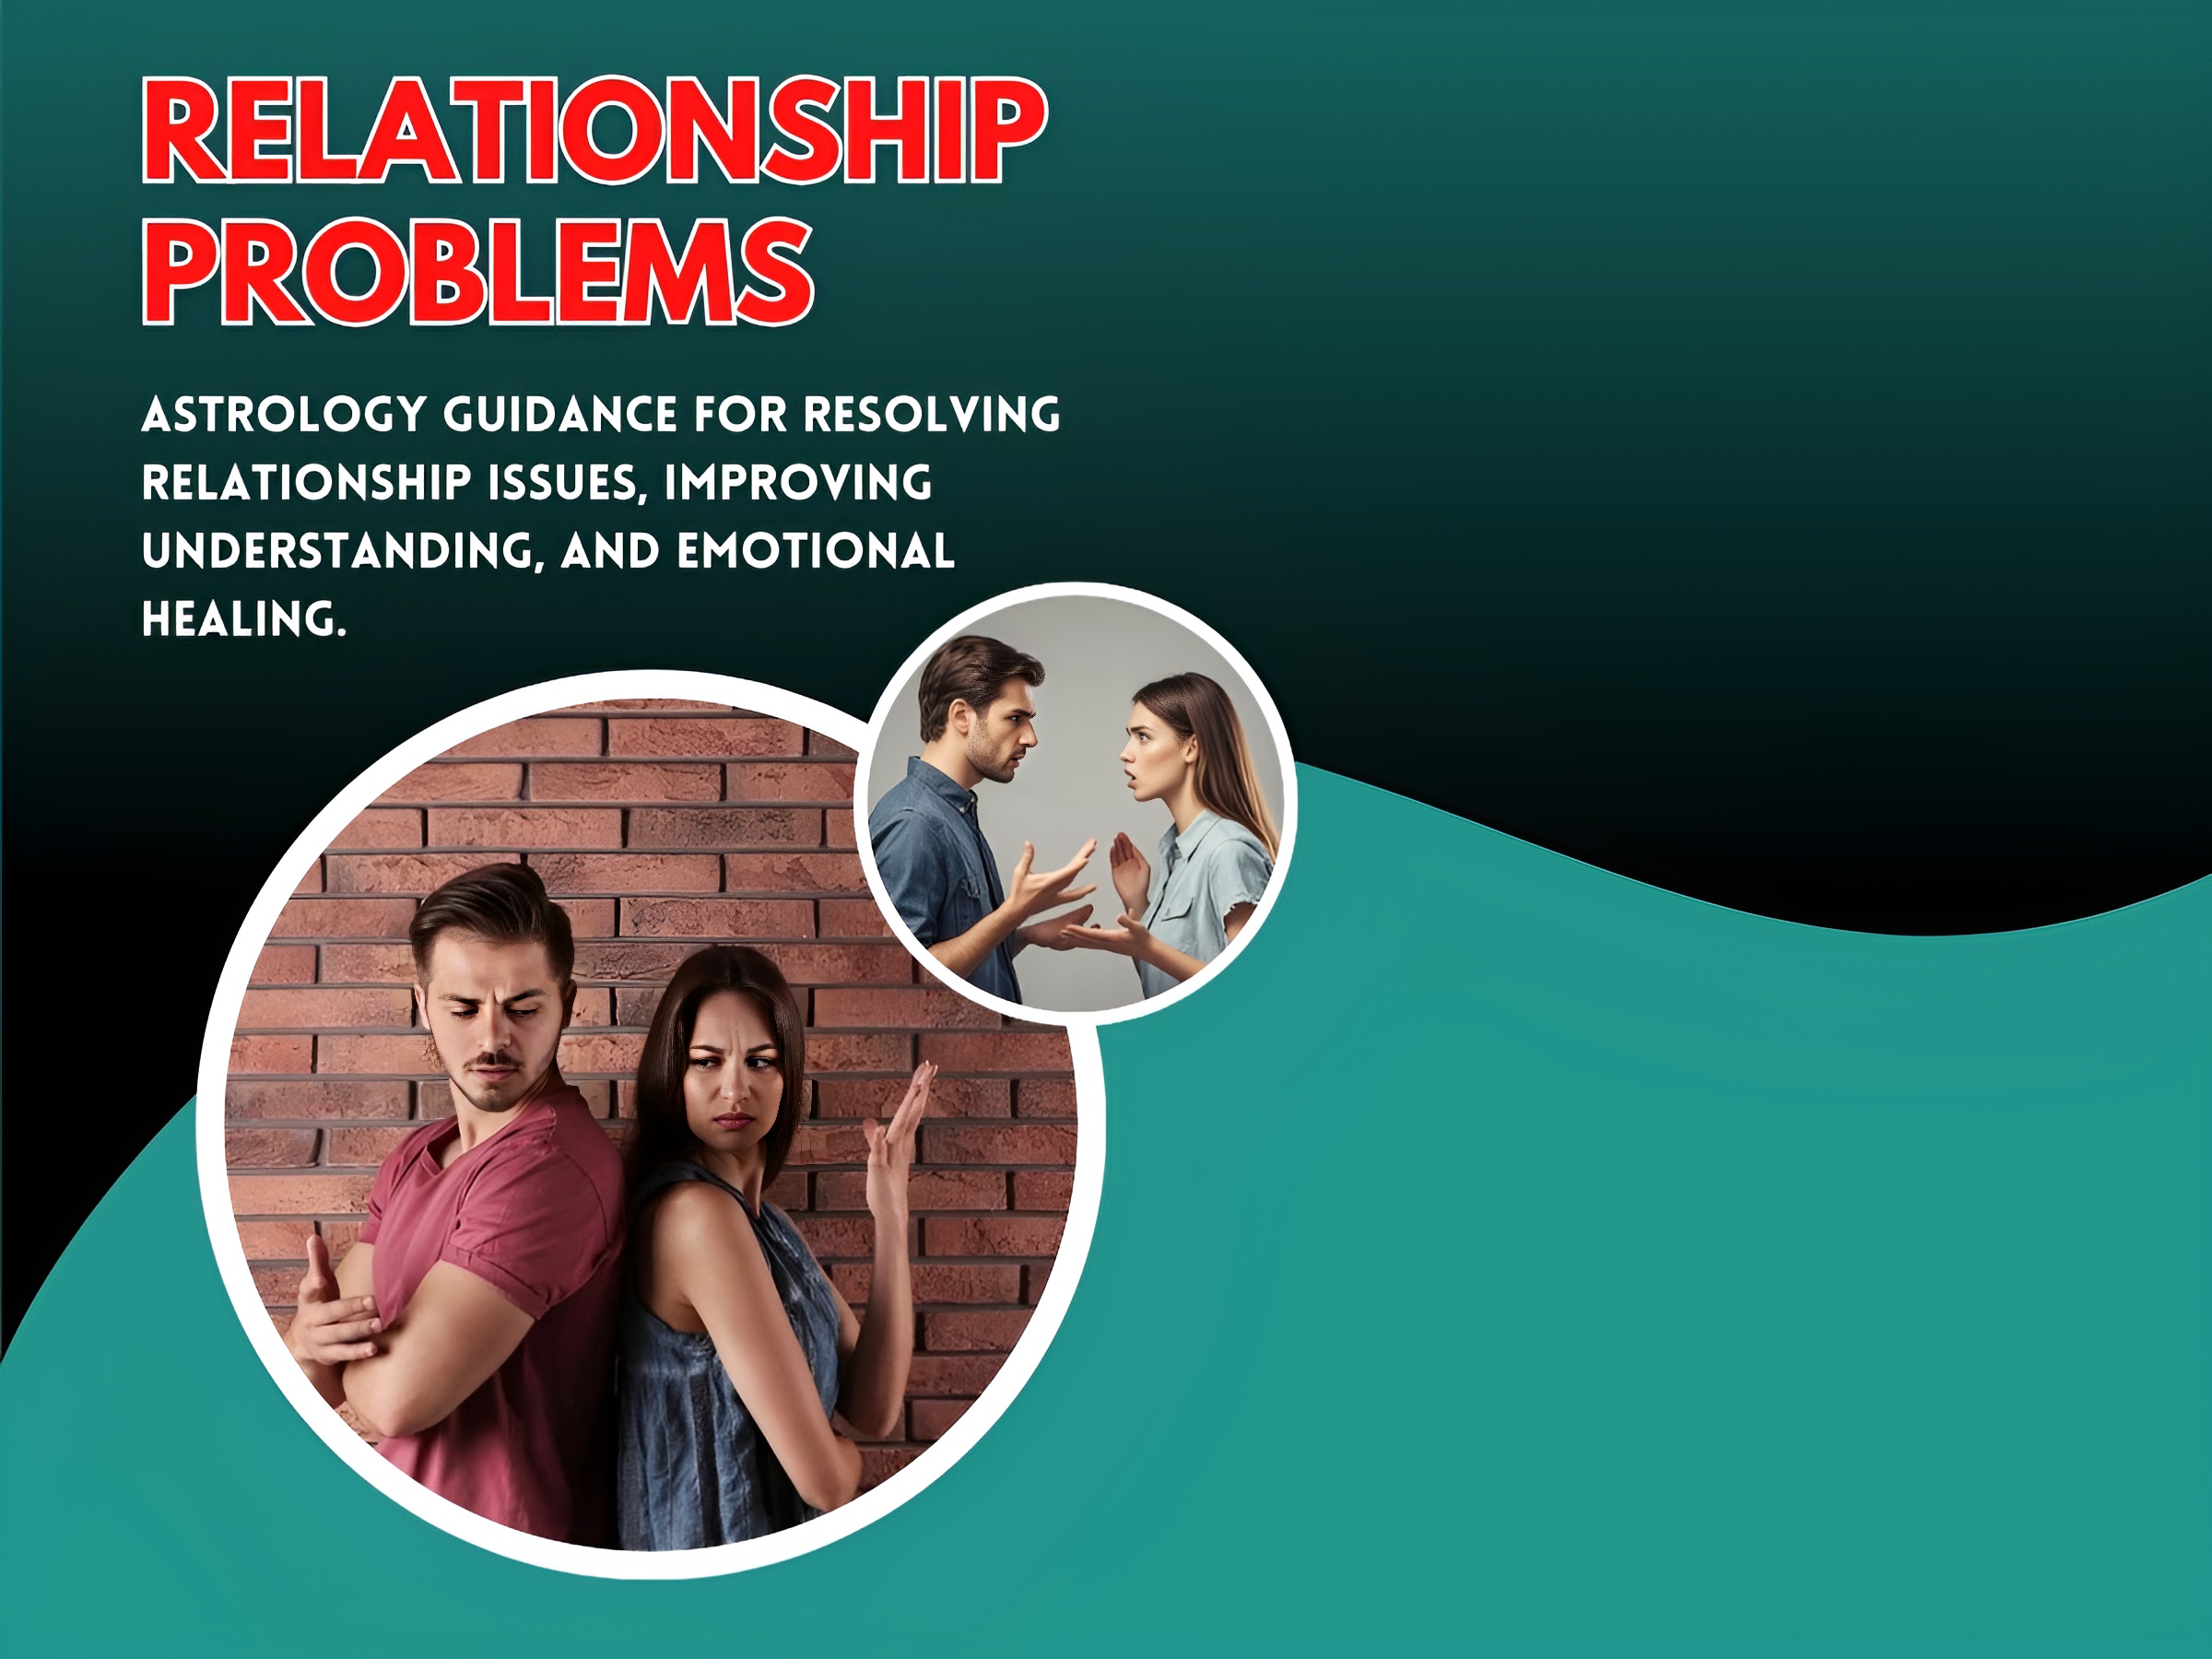 RELATIONSHIP
PROBLEMS
ASTROLOGY GUIDANCE FOR RESOLVING
RELATIONSHIP ISSUES, IMPROVING
UNDERSTANDING, AND EMOTIONAL
HEALING.